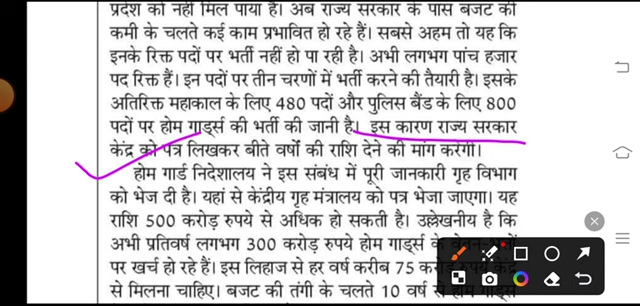 प्रदेश को नहीं मिल पाया है। अब राज्य सरकार के पास बजट की
कमी के चलते कई काम प्रभावित हो रहे हैं। सबसे अहम तो यह कि
इनके रिक्त पदों पर भर्ती नहीं हो पा रही है। अभी लगभग पांच हजार
पद रिक्त हैं। इन पदों पर तीन चरणों में भर्ती करने की तैयारी है। इसके
अतिरिक्त महाकाल के लिए 480 पदों और पुलिस बैंड के लिए 800
पदों पर होम गार्ड्स की भर्ती की जानी है। इस कारण राज्य सरकार
केंद्र को पत्र लिखकर बीते वर्षों की राशि देने की मांग करेगी।
होम गार्ड निदेशालय ने इस संबंध में पूरी जानकारी गृह विभाग
को भेज दी है। यहां से केंद्रीय गृह मंत्रालय को पत्र भेजा जाएगा। यह
राशि 500 करोड़ रुपये से अधिक हो सकती है। उल्लेखनीय है कि
अभी प्रतिवर्ष लगभग 300 करोड़ रुपये होम गार्ड्स के
पर खर्च हो रहे हैं। इस लिहाज से हर वर्ष करीब 75
से मिलना चाहिए। बजट की तंगी के चलते 10 वर्ष